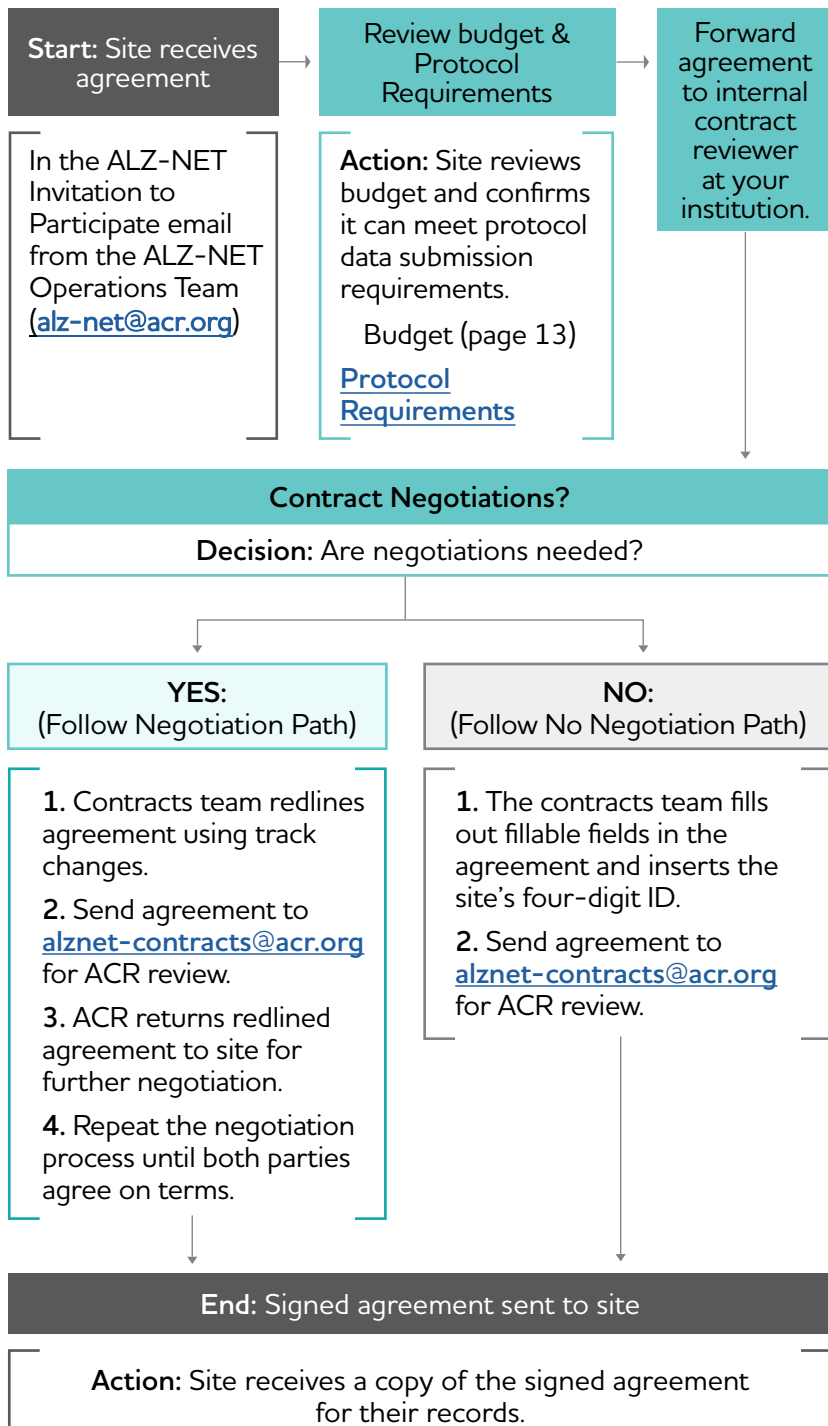 Start: Site receives
agreement
Review budget &
Protocol
Requirements
Forward
agreement
to internal
contract
reviewer
at your
institution.
In the ALZ-NET
Invitation to
Participate email
from the ALZ-NET
Operations Team
(alz-net@acr.org)
Action: Site reviews
budget and confirms
it can meet protocol
data submission
requirements.
Budget (page 13)
Protocol
Requirements
Contract Negotiations?
Decision: Are negotiations needed?
YES:
(Follow Negotiation Path)
1. Contracts team redlines
agreement using track
changes.
2. Send agreement to
alznet-contracts@acr.org
for ACR review.
3. ACR returns redlined
agreement to site for
further negotiation.
4. Repeat the negotiation
process until both parties
agree on terms.
NO:
(Follow No Negotiation Path)
1. The contracts team fills
out fillable fields in the
agreement and inserts the
site's four-digit ID.
2. Send agreement to
alznet-contracts@acr.org
for ACR review.
End: Signed agreement sent to site
Action: Site receives a copy of the signed agreement
for their records.